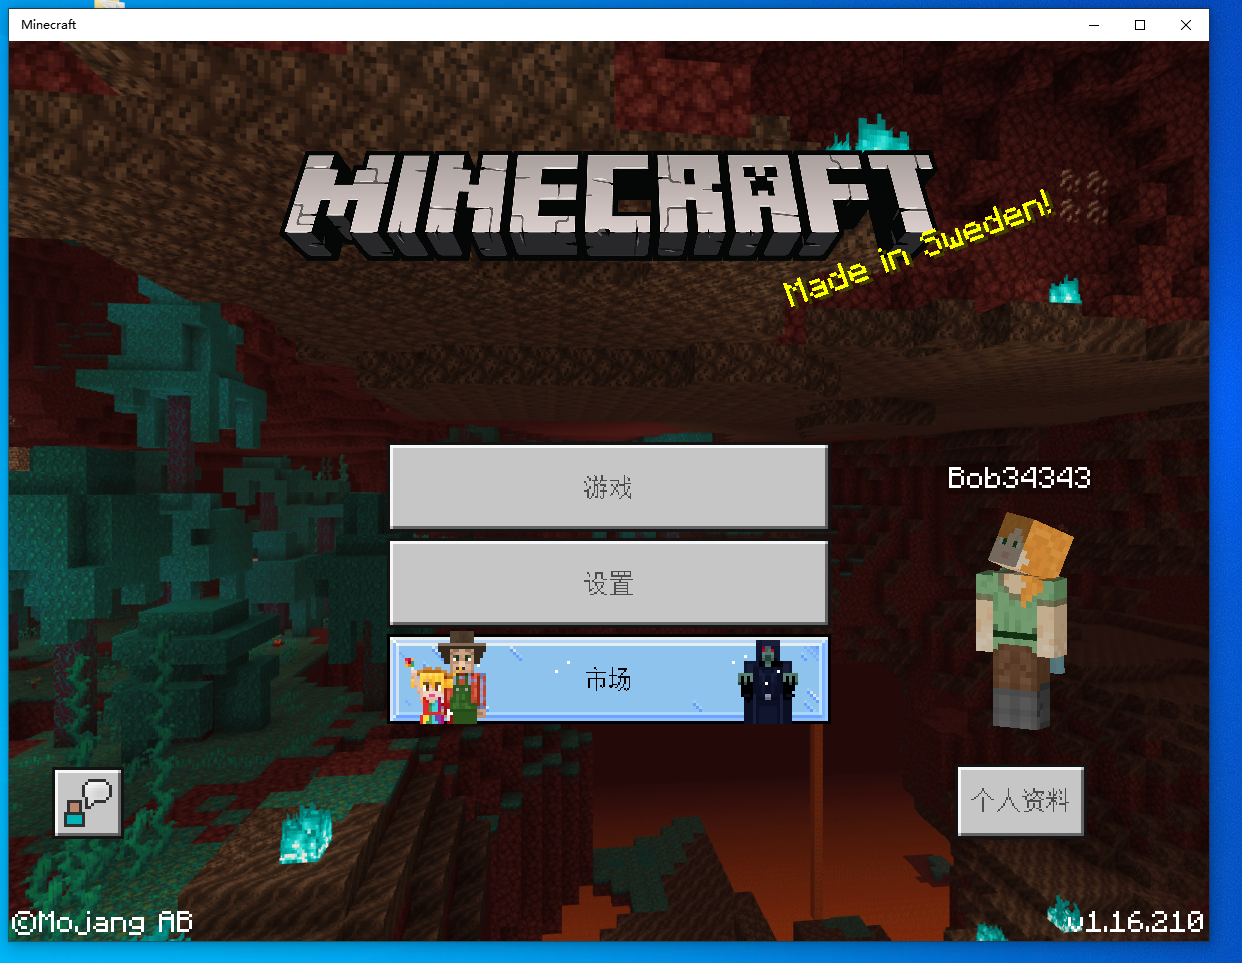 Minecraft
MINECRAFT
Made in Sweden!
游戏
Bob34343
设置
市场
个人资料
©Mojang AB
v1.16.210